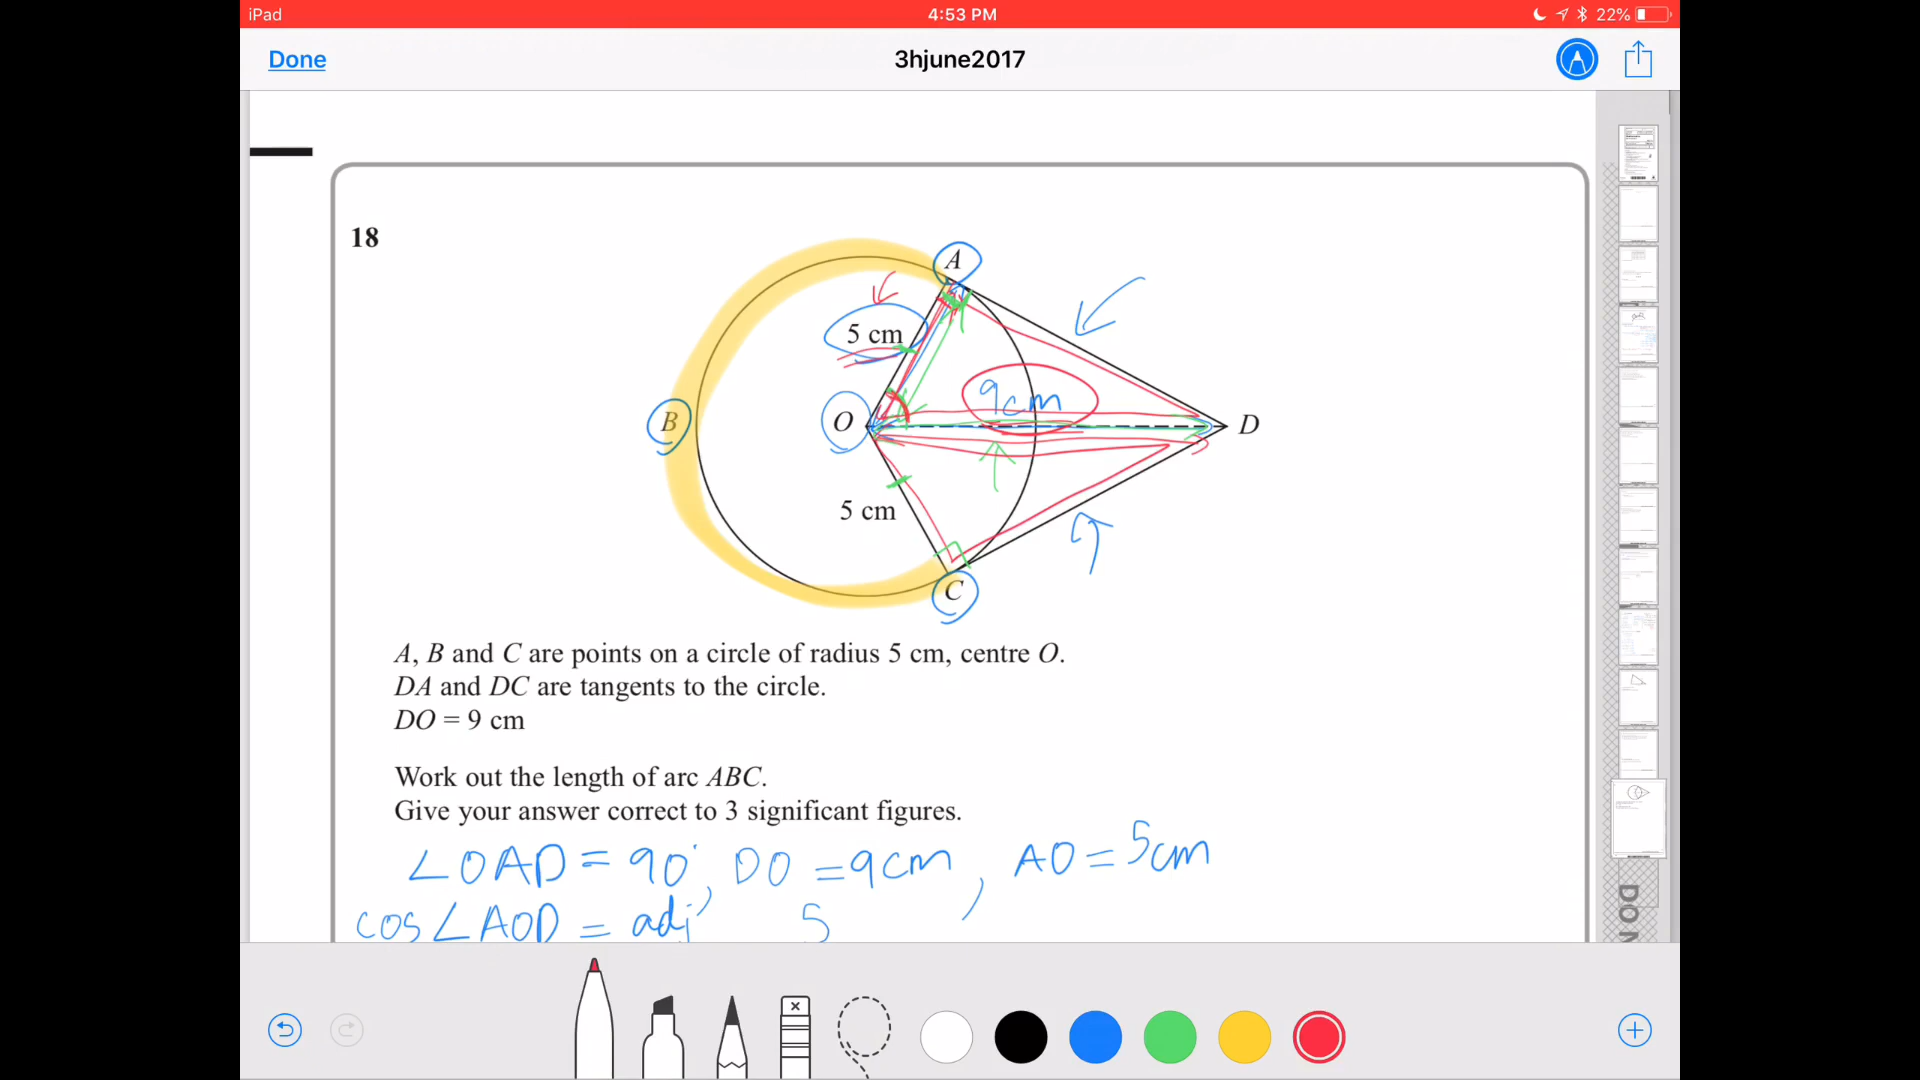 iPad 4:53 PM 22%
Done 3hjune2017
18
A
5 cm
9cm
B O D
5 cm
C
A, B and C are points on a circle of radius 5 cm, centre O.
DA and DC are tangents to the circle.
DO = 9 cm
Work out the length of arc ABC.
Give your answer correct to 3 significant figures.
∠OAD = 90°, DO = 9cm, AO = 5cm
cos∠AOD = adj 5
DO N